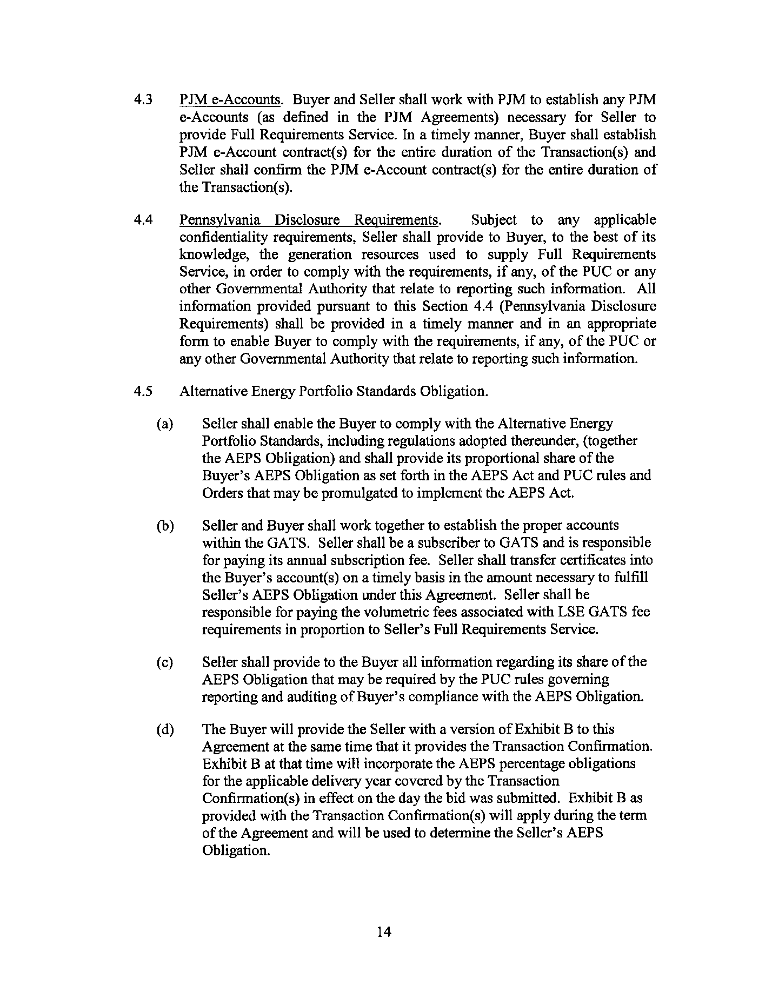 4.3 PJM e-Accounts. Buyer and Seller shall work with PJM to establish any PJM
e-Accounts (as defined in the PJM Agreements) necessary for Seller to
provide Full Requirements Service. In a timely manner, Buyer shall establish
PJM e-Account contract(s) for the entire duration of the Transaction(s) and
Seller shall confirm the PJM e-Account contract(s) for the entire duration of
the Transaction(s).
4.4 Pennsylvania Disclosure Requirements. Subject to any applicable
confidentiality requirements, Seller shall provide to Buyer, to the best of its
knowledge, the generation resources used to supply Full Requirements
Service, in order to comply with the requirements, if any, of the PUC or any
other Governmental Authority that relate to reporting such information. All
information provided pursuant to this Section 4.4 (Pennsylvania Disclosure
Requirements) shall be provided in a timely manner and in an appropriate
form to enable Buyer to comply with the requirements, if any, of the PUC or
any other Governmental Authority that relate to reporting such information.
4.5 Alternative Energy Portfolio Standards Obligation.
(a) Seller shall enable the Buyer to comply with the Alternative Energy
Portfolio Standards, including regulations adopted thereunder, (together
the AEPS Obligation) and shall provide its proportional share of the
Buyer's AEPS Obligation as set forth in the AEPS Act and PUC rules and
Orders that may be promulgated to implement the AEPS Act.
(b) Seller and Buyer shall work together to establish the proper accounts
within the GATS. Seller shall be a subscriber to GATS and is responsible
for paying its annual subscription fee. Seller shall transfer certificates into
the Buyer's account(s) on a timely basis in the amount necessary to fulfill
Seller's AEPS Obligation under this Agreement. Seller shall be
responsible for paying the volumetric fees associated with LSE GATS fee
requirements in proportion to Seller's Full Requirements Service.
(c) Seller shall provide to the Buyer all information regarding its share of the
AEPS Obligation that may be required by the PUC rules governing
reporting and auditing of Buyer's compliance with the AEPS Obligation.
(d) The Buyer will provide the Seller with a version of Exhibit B to this
Agreement at the same time that it provides the Transaction Confirmation.
Exhibit B at that time will incorporate the AEPS percentage obligations
for the applicable delivery year covered by the Transaction
Confirmation(s) in effect on the day the bid was submitted. Exhibit B as
provided with the Transaction Confirmation(s) will apply during the term
of the Agreement and will be used to determine the Seller's AEPS
Obligation.
14